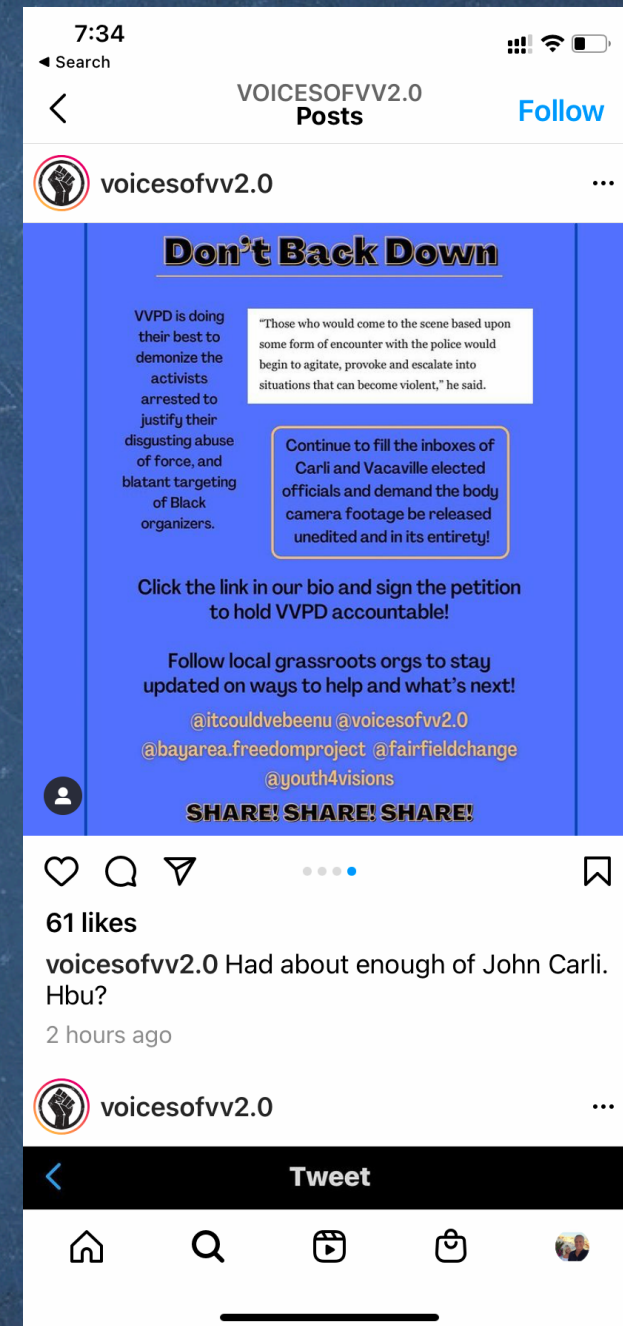 7:34
Search
VOICESOFVV2.0
Posts
Follow
voicesofvv2.0
Don't Back Down
VVPD is doing
their best to
demonize the
activists
arrested to
justify their
disgusting abuse
of force, and
blatant targeting
of Black
organizers.
"Those who would come to the scene based upon
some form of encounter with the police would
begin to agitate, provoke and escalate into
situations that can become violent," he said.
Continue to fill the inboxes of
Carli and Vacaville elected
officials and demand the body
camera footage be released
unedited and in its entirety!
Click the link in our bio and sign the petition
to hold VVPD accountable!
Follow local grassroots orgs to stay
updated on ways to help and what's next!
@itcouldvebeenu @voicesofvv2.0
@bayarea.freedomproject @fairfieldchange
@youth4visions
SHARE! SHARE! SHARE!
61 likes
voicesofvv2.0 Had about enough of John Carli.
Hbu?
2 hours ago
voicesofvv2.0
Tweet